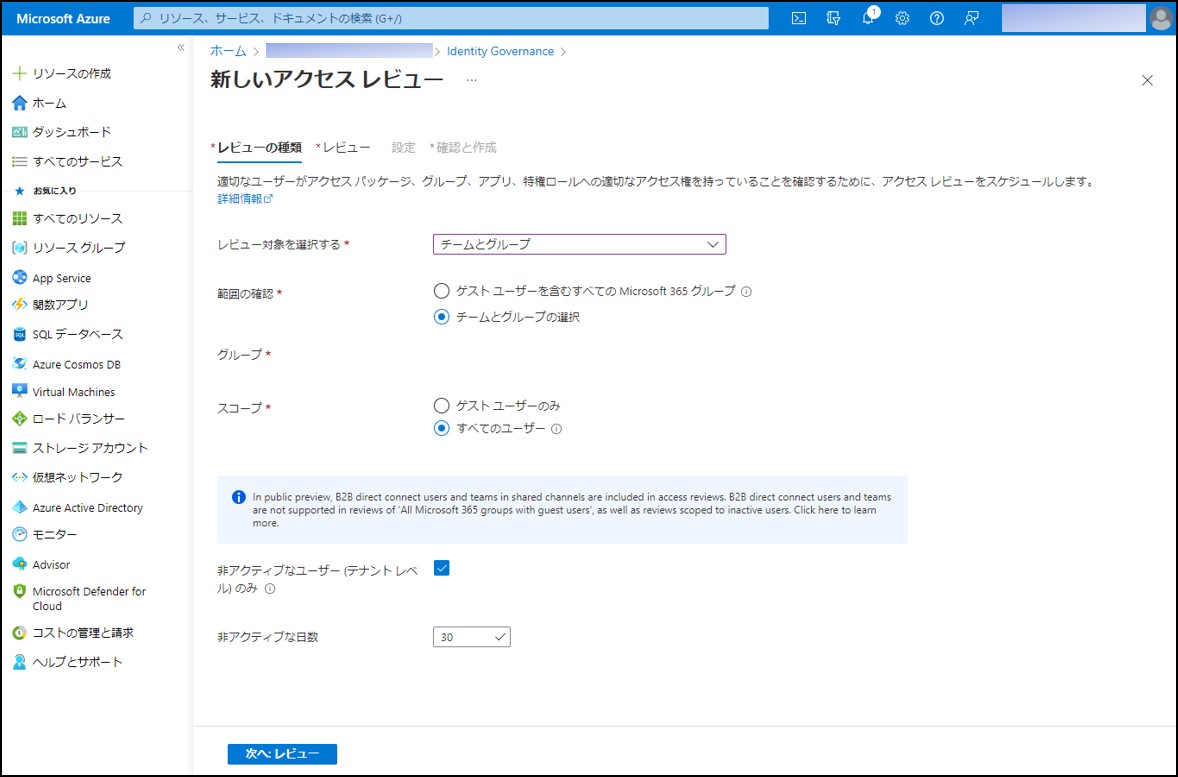 Microsoft Azure
リソース、サービス、ドキュメントの検索 (G+/)
1
«
リソースの作成
ホーム
ダッシュボード
すべてのサービス
お気に入り
すべてのリソース
リソース グループ
App Service
関数アプリ
SQL データベース
Azure Cosmos DB
Virtual Machines
ロード バランサー
ストレージ アカウント
仮想ネットワーク
Azure Active Directory
モニター
Advisor
Microsoft Defender for
Cloud
コストの管理と請求
ヘルプとサポート
ホーム > > Identity Governance >
新しいアクセス レビュー ...
*レビューの種類 *レビュー 設定 *確認と作成
適切なユーザーがアクセス パッケージ、グループ、アプリ、特権ロールへの適切なアクセス権を持っていることを確認するために、アクセス レビューをスケジュールします。
詳細情報
レビュー対象を選択する *
チームとグループ
範囲の確認 *
ゲスト ユーザーを含むすべての Microsoft 365 グループ
チームとグループの選択
グループ *
スコープ *
ゲスト ユーザーのみ
すべてのユーザー
In public preview, B2B direct connect users and teams in shared channels are included in access reviews. B2B direct connect users and teams
are not supported in reviews of 'All Microsoft 365 groups with guest users', as well as reviews scoped to inactive users. Click here to learn
more.
非アクティブなユーザー (テナント レベ
ル) のみ
非アクティブな日数
30
次へ: レビュー